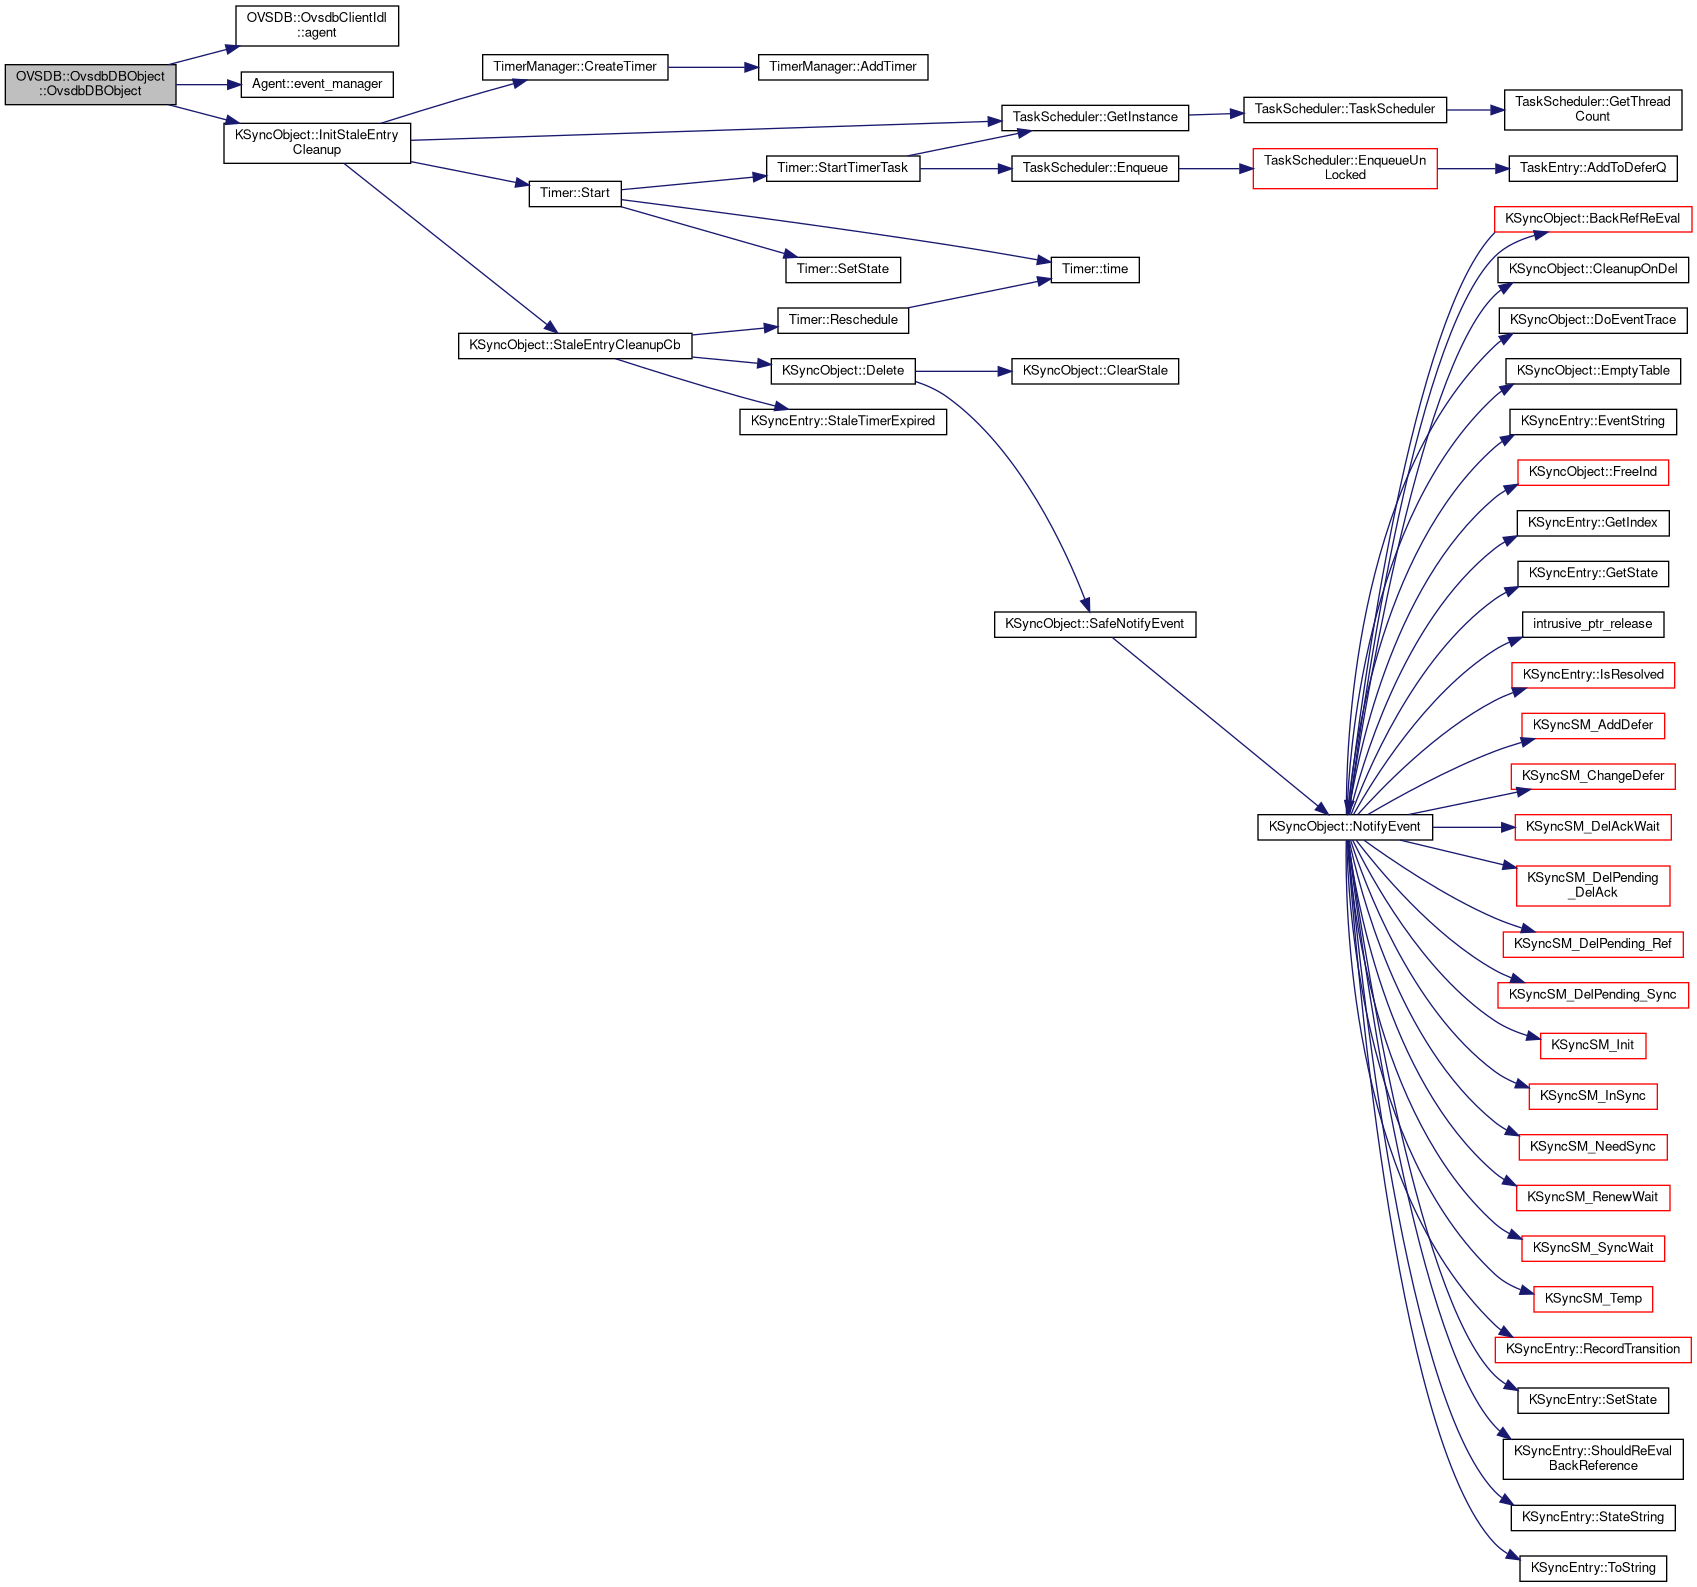 OVSDB::OvsdbDBObject
::OvsdbDBObject
OVSDB::OvsdbClientIdl
::agent
Agent::event_manager
KSyncObject::InitStaleEntry
Cleanup
TimerManager::CreateTimer
TimerManager::AddTimer
TaskScheduler::GetInstance
TaskScheduler::TaskScheduler
TaskScheduler::GetThread
Count
Timer::Start
Timer::StartTimerTask
TaskScheduler::Enqueue
TaskScheduler::EnqueueUn
Locked
TaskEntry::AddToDeferQ
Timer::SetState
Timer::time
KSyncObject::StaleEntryCleanupCb
Timer::Reschedule
KSyncObject::Delete
KSyncObject::ClearStale
KSyncEntry::StaleTimerExpired
KSyncObject::SafeNotifyEvent
KSyncObject::NotifyEvent
KSyncObject::BackRefReEval
KSyncObject::CleanupOnDel
KSyncObject::DoEventTrace
KSyncObject::EmptyTable
KSyncEntry::EventString
KSyncObject::FreeInd
KSyncEntry::GetIndex
KSyncEntry::GetState
intrusive_ptr_release
KSyncEntry::IsResolved
KSyncSM_AddDefer
KSyncSM_ChangeDefer
KSyncSM_DelAckWait
KSyncSM_DelPending
_DelAck
KSyncSM_DelPending_Ref
KSyncSM_DelPending_Sync
KSyncSM_Init
KSyncSM_InSync
KSyncSM_NeedSync
KSyncSM_RenewWait
KSyncSM_SyncWait
KSyncSM_Temp
KSyncEntry::RecordTransition
KSyncEntry::SetState
KSyncEntry::ShouldReEval
BackReference
KSyncEntry::StateString
KSyncEntry::ToString